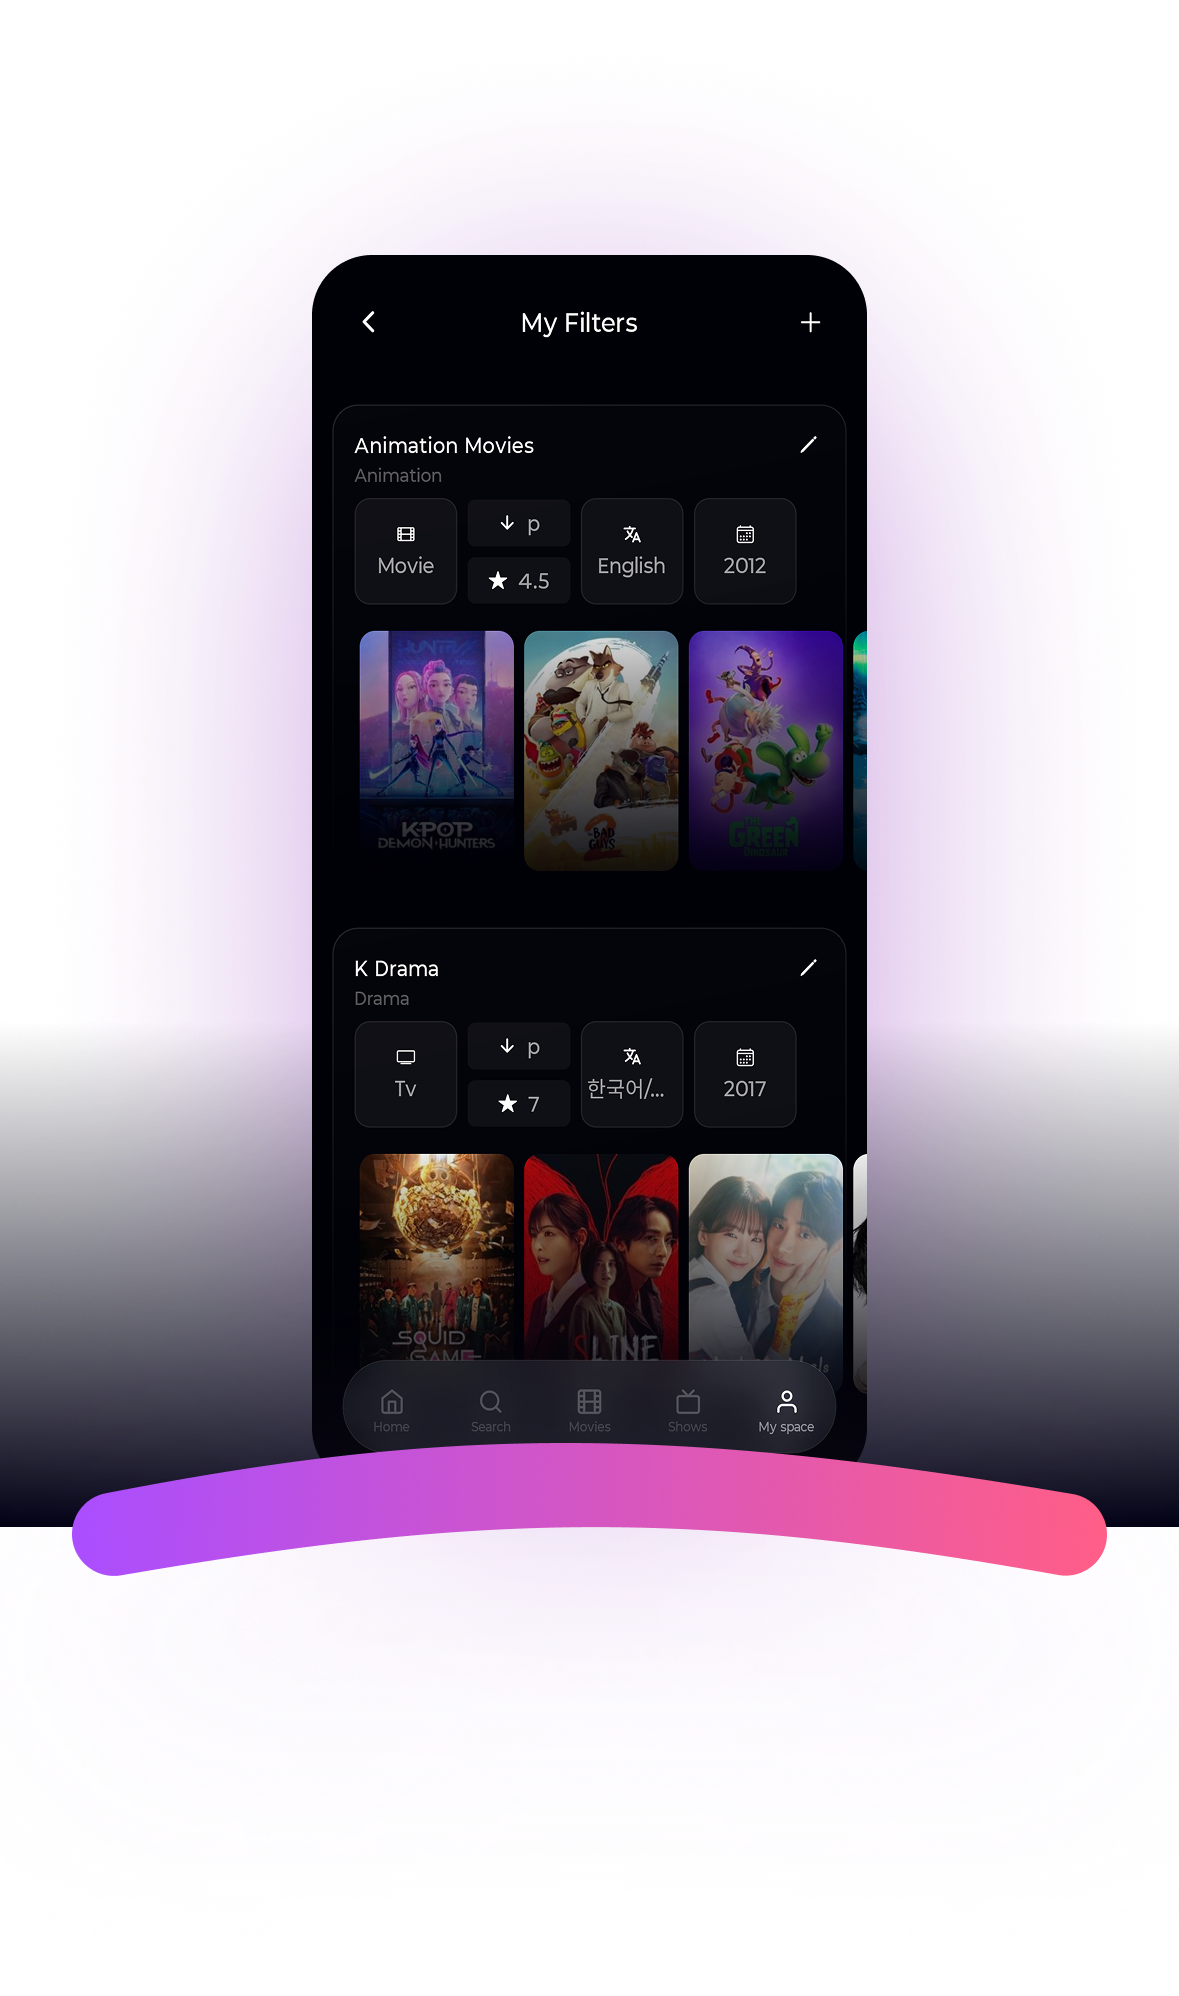 My Filters
Animation Movies
Animation
Movie
p
4.5
English
2012
HUNTR/X
KPOP
DEMON HUNTERS
THE BAD
GUYS
2
THE
GREEN
DINOSAUR
K Drama
Drama
Tv
p
7
한국어/...
2017
SQUID
GAME
S LINE
Home
Search
Movies
Shows
My space